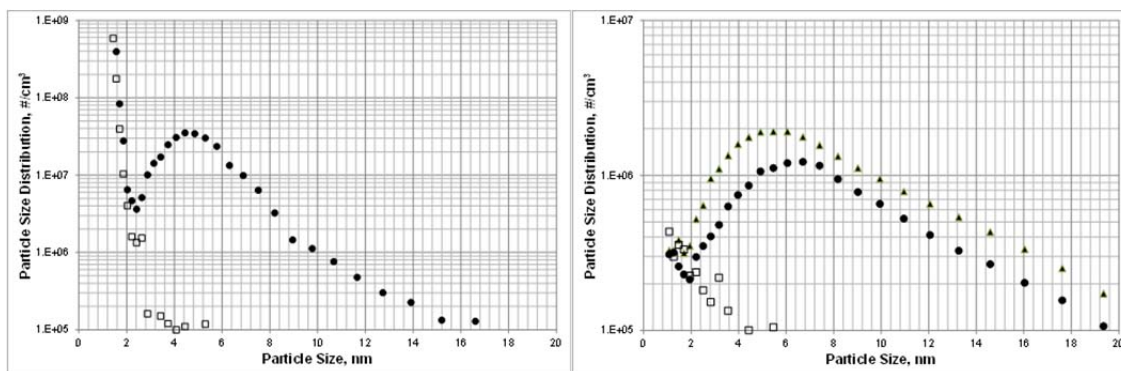 1.E+09
1.E+08
1.E+07
1.E+06
1.E+05
Particle Size Distribution, #/cm³
0 2 4 6 8 10 12 14 16 18 20
Particle Size, nm
1.E+07
1.E+06
1.E+05
Particle Size Distribution, #/cm³
0 2 4 6 8 10 12 14 16 18 20
Particle Size, nm